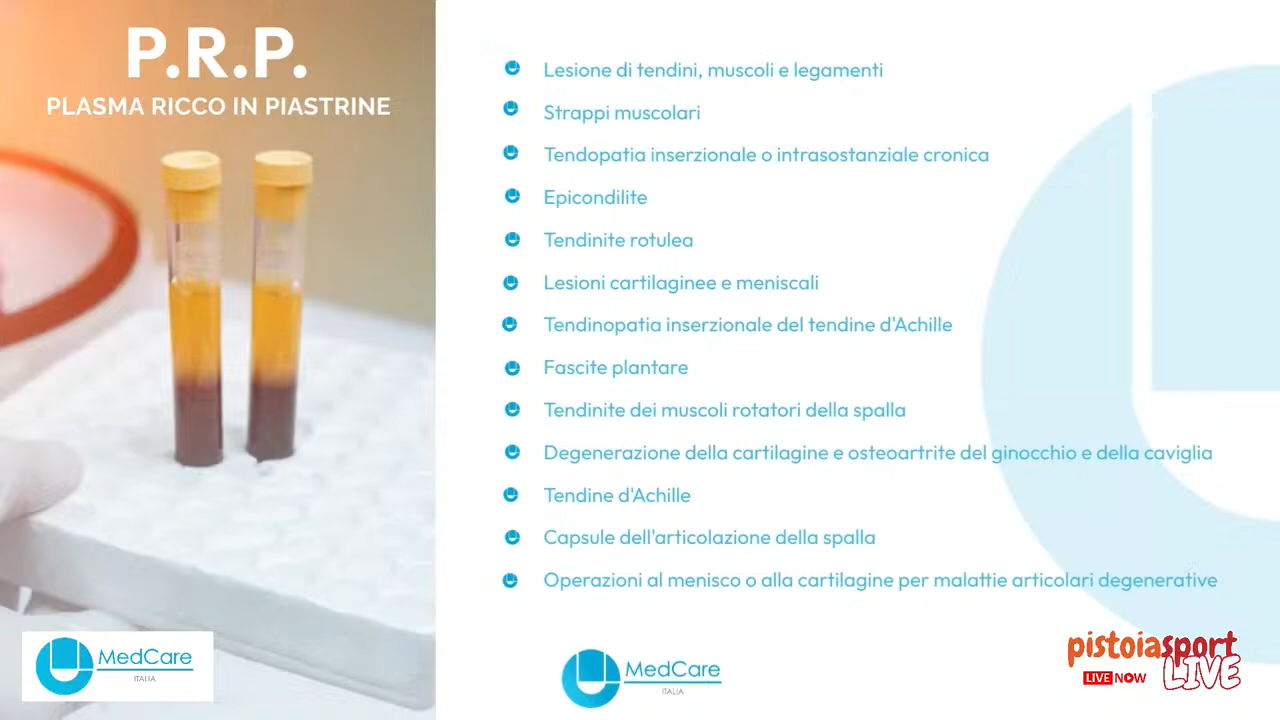 P.R.P.
PLASMA RICCO IN PIASTRINE
Lesione di tendini, muscoli e legamenti
Strappi muscolari
Tendopatia inserzionale o intrasostanziale cronica
Epicondilite
Tendinite rotulea
Lesioni cartilaginee e meniscali
Tendinopatia inserzionale del tendine d'Achille
Fascite plantare
Tendinite dei muscoli rotatori della spalla
Degenerazione della cartilagine e osteoartrite del ginocchio e della caviglia
Tendine d'Achille
Capsule dell'articolazione della spalla
Operazioni al menisco o alla cartilagine per malattie articolari degenerative
MedCare
ITALIA
MedCare
ITALIA
pistoiasport
LIVE NOW
LIVE